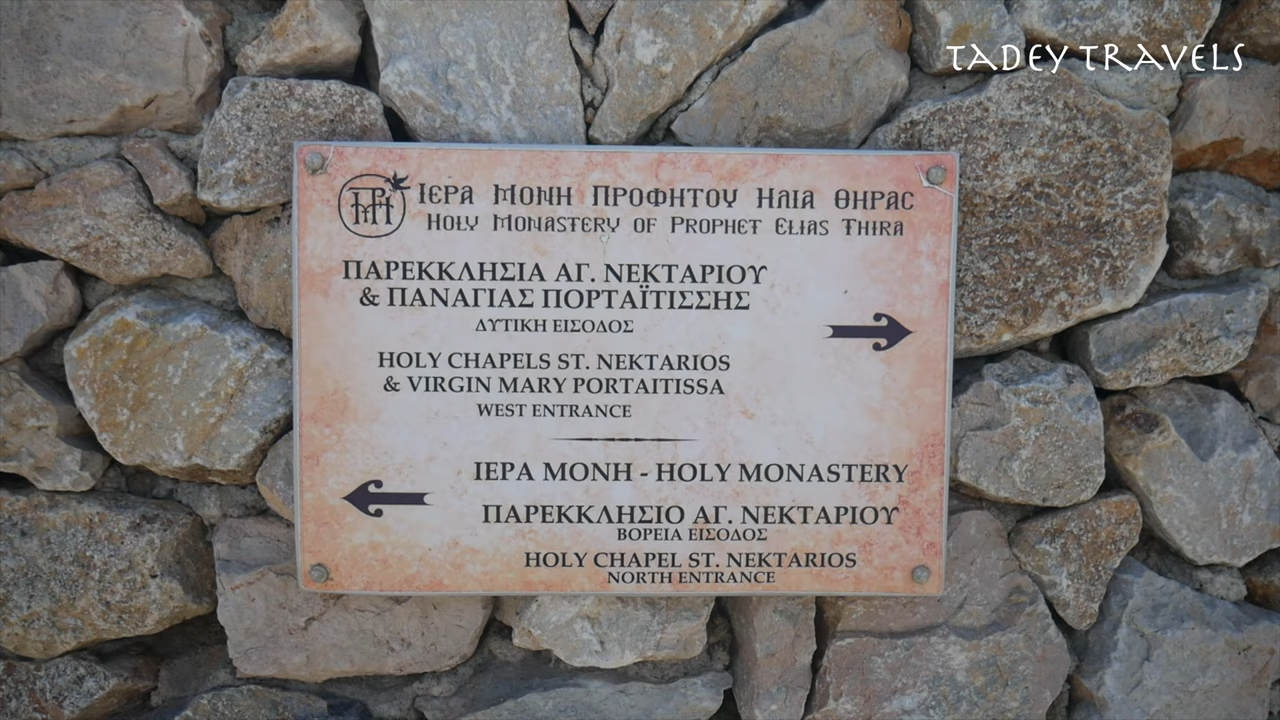 TADEY TRAVELS
ΙΕΡΑ ΜΟΝΗ ΠΡΟΦΗΤΟΥ ΗΛΙΑ ΘΗΡΑC
HOLY MONASTERY OF PROPHET ELIAS THIRA
ΠΑΡΕΚΚΛΗΣΙΑ ΑΓ. ΝΕΚΤΑΡΙΟΥ
& ΠΑΝΑΓΙΑΣ ΠΟΡΤΑΪΤΙΣΣΗΣ
ΔΥΤΙΚΗ ΕΙΣΟΔΟΣ
HOLY CHAPELS ST. NEKTARIOS
& VIRGIN MARY PORTAITISSA
WEST ENTRANCE
ΙΕΡΑ ΜΟΝΗ - HOLY MONASTERY
ΠΑΡΕΚΚΛΗΣΙΟ ΑΓ. ΝΕΚΤΑΡΙΟΥ
ΒΟΡΕΙΑ ΕΙΣΟΔΟΣ
HOLY CHAPEL ST. NEKTARIOS
NORTH ENTRANCE